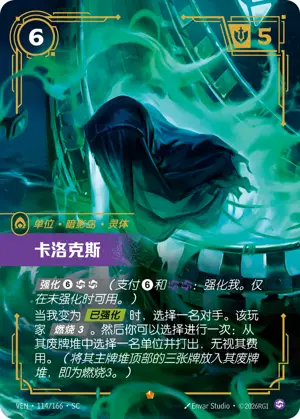 6
5
单位・暗影岛・灵体
卡洛克斯
强化 6 (支付 6 和 :强化我。仅
在未强化时可用。)
当我变为 已强化 时,选择一名对手。该玩
家 燃烧 3 。然后你可以选择进行一次:从
其废牌堆中选择一名单位并打出,无视其费
用。(将其主牌堆顶部的三张牌放入其废牌
堆,即为燃烧3。)
VEN・114/166・SC
Envar Studio・©2026RGI